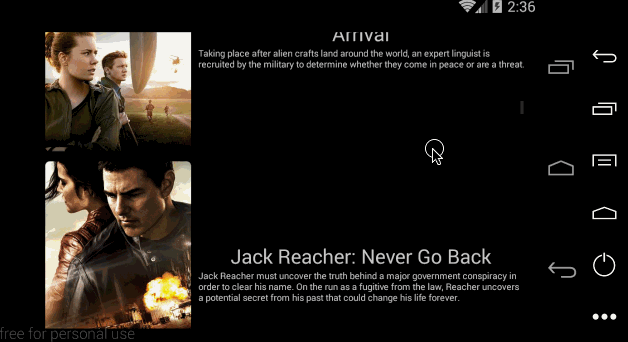 2:36
Arrival
Taking place after alien crafts land around the world, an expert linguist is
recruited by the military to determine whether they come in peace or are a threat.
Jack Reacher: Never Go Back
Jack Reacher must uncover the truth behind a major government conspiracy in
order to clear his name. On the run as a fugitive from the law, Reacher uncovers
a potential secret from his past that could change his life forever.
free for personal use